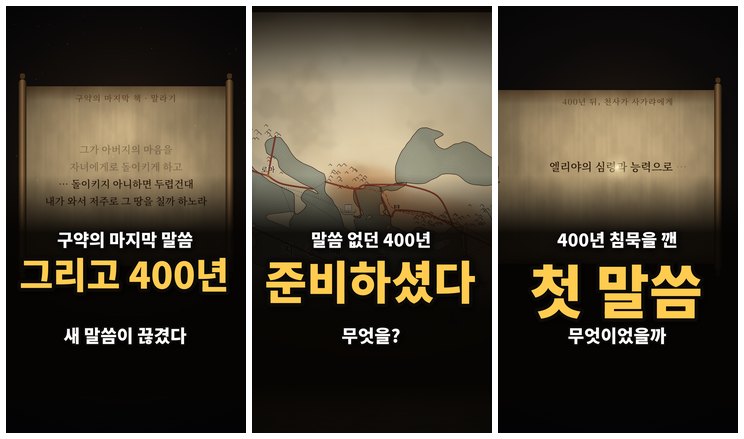 구약의 마지막 책 · 말라기
그가 아버지의 마음을
자녀에게로 돌이키게 하고
… 돌이키지 아니하면 두렵건대
내가 와서 저주로 그 땅을 칠까 하노라
구약의 마지막 말씀
그리고 400년
새 말씀이 끊겼다
말씀 없던 400년
준비하셨다
무엇을?
400년 뒤, 천사가 사가랴에게
엘리야의 심령과 능력으로 …
400년 침묵을 깬
첫 말씀
무엇이었을까